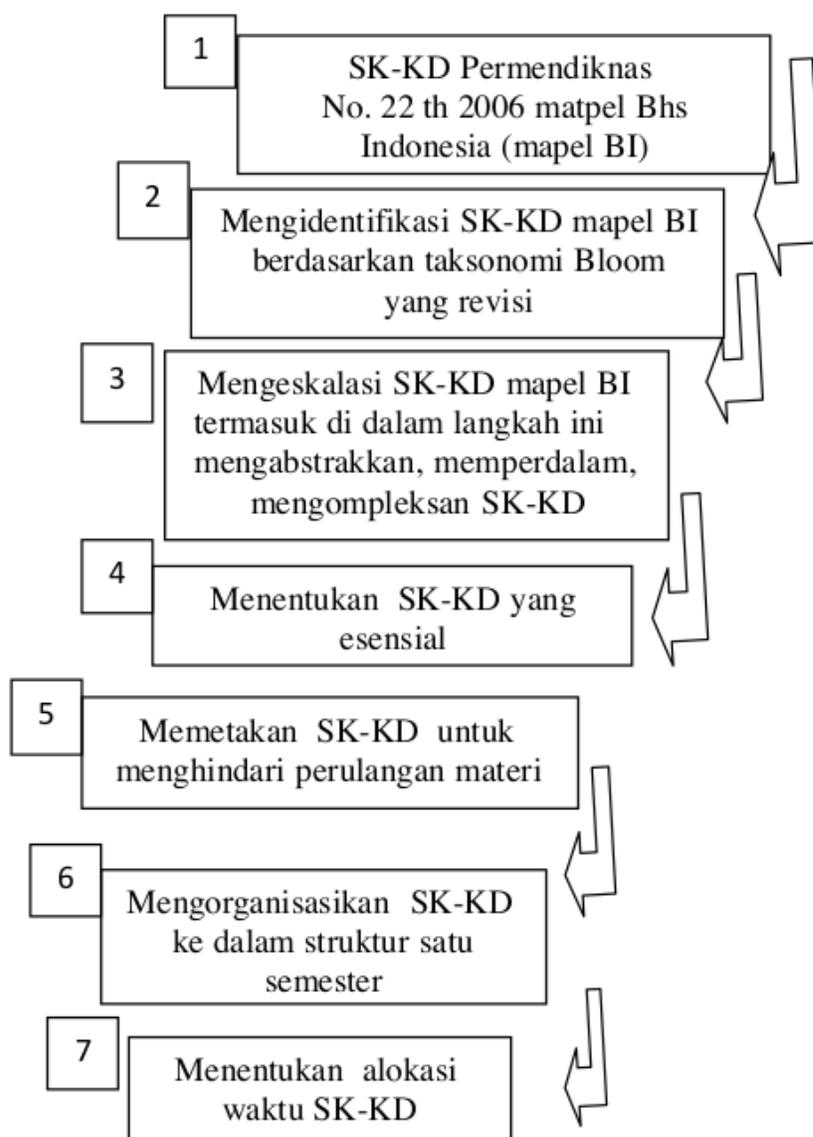 1
SK-KD Permendiknas
No. 22 th 2006 matpel Bhs
Indonesia (mapel BI)
2
Mengidentifikasi SK-KD mapel BI
berdasarkan taksonomi Bloom
yang revisi
3
Mengeskalasi SK-KD mapel BI
termasuk di dalam langkah ini
mengabstrakkan, memperdalam,
mengompleksan SK-KD
4
Menentukan SK-KD yang
esensial
5
Memetakan SK-KD untuk
menghindari perulangan materi
6
Mengorganisasikan SK-KD
ke dalam struktur satu
semester
7
Menentukan alokasi
waktu SK-KD